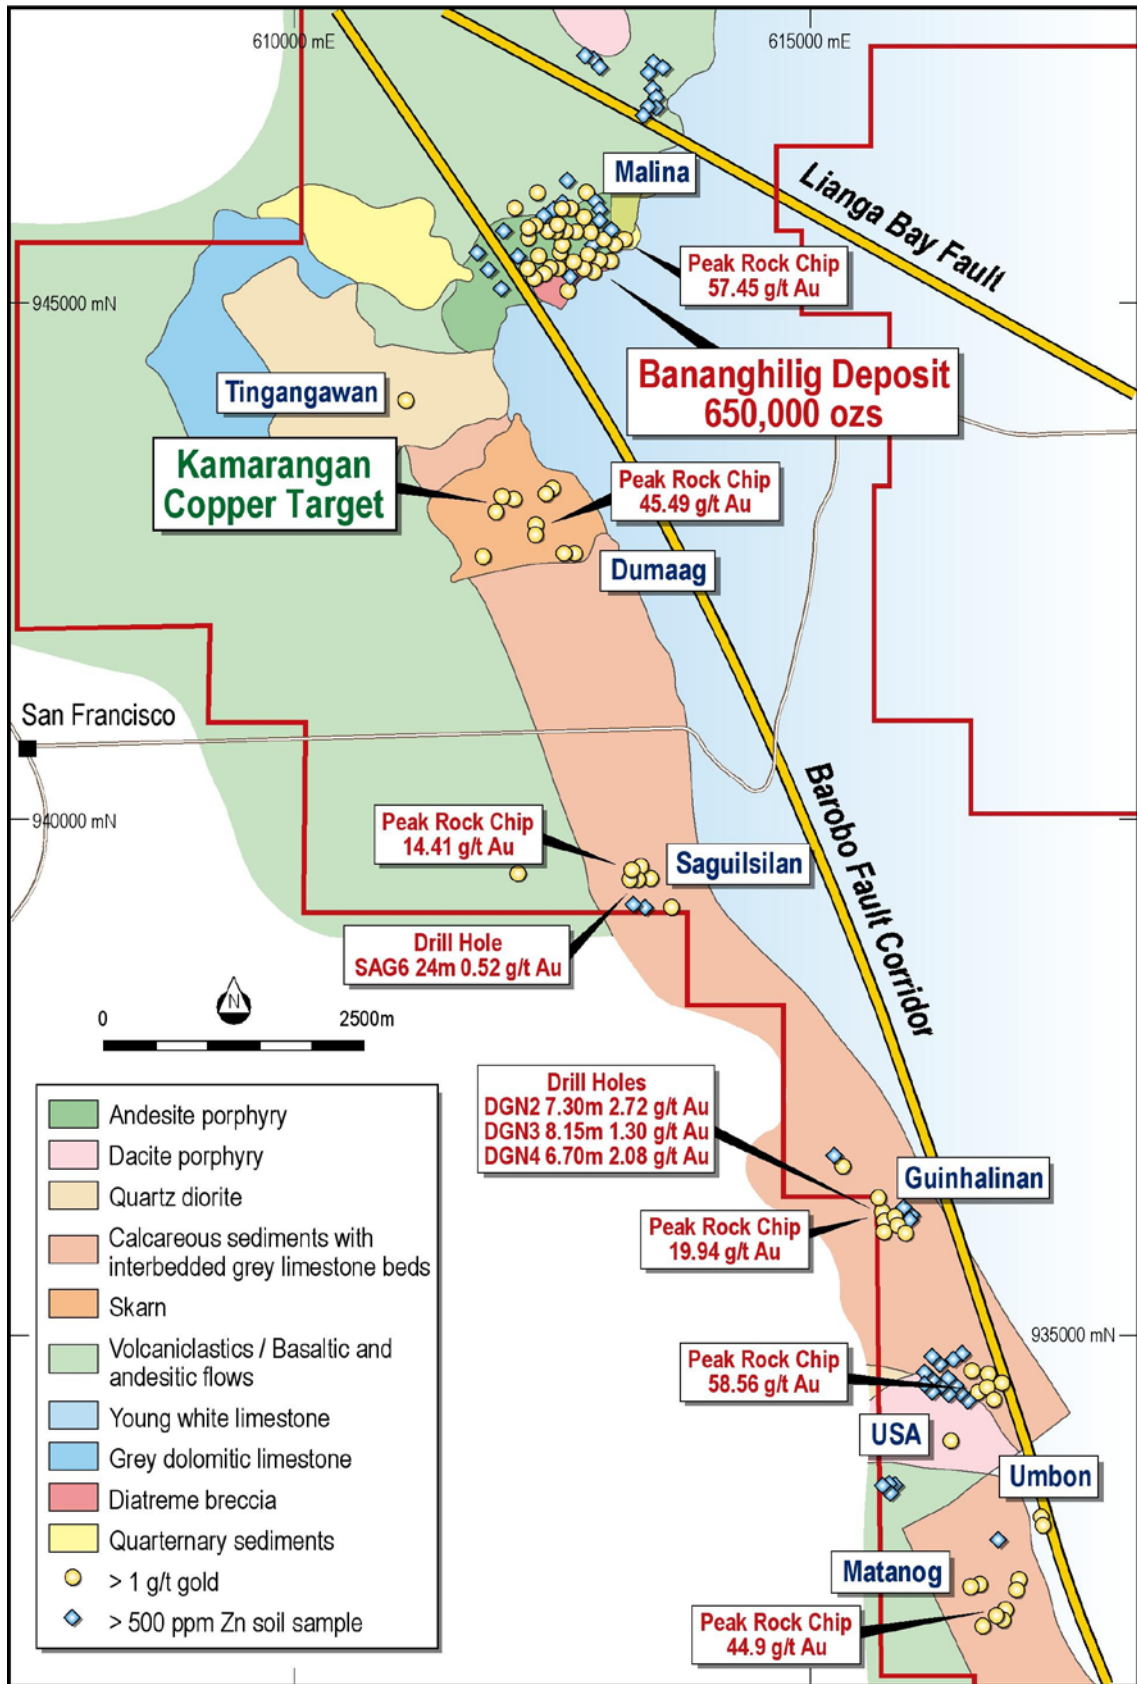 610000 mE
615000 mE
Malina
Lianga Bay Fault
Peak Rock Chip
57.45 g/t Au
945000 mN
Bananghilig Deposit
650,000 ozs
Tingangawan
Kamarangan
Copper Target
Peak Rock Chip
45.49 g/t Au
Dumaag
San Francisco
Barobo Fault Corridor
940000 mN
Peak Rock Chip
14.41 g/t Au
Saguilsilan
Drill Hole
SAG6 24m 0.52 g/t Au
N
0
2500m
Drill Holes
DGN2 7.30m 2.72 g/t Au
DGN3 8.15m 1.30 g/t Au
DGN4 6.70m 2.08 g/t Au
Guinhalinan
Peak Rock Chip
19.94 g/t Au
935000 mN
Peak Rock Chip
58.56 g/t Au
USA
Umbon
Matanog
Peak Rock Chip
44.9 g/t Au
Andesite porphyry
Dacite porphyry
Quartz diorite
Calcareous sediments with
interbedded grey limestone beds
Skarn
Volcaniclastics / Basaltic and
andesitic flows
Young white limestone
Grey dolomitic limestone
Diatreme breccia
Quarternary sediments
> 1 g/t gold
> 500 ppm Zn soil sample